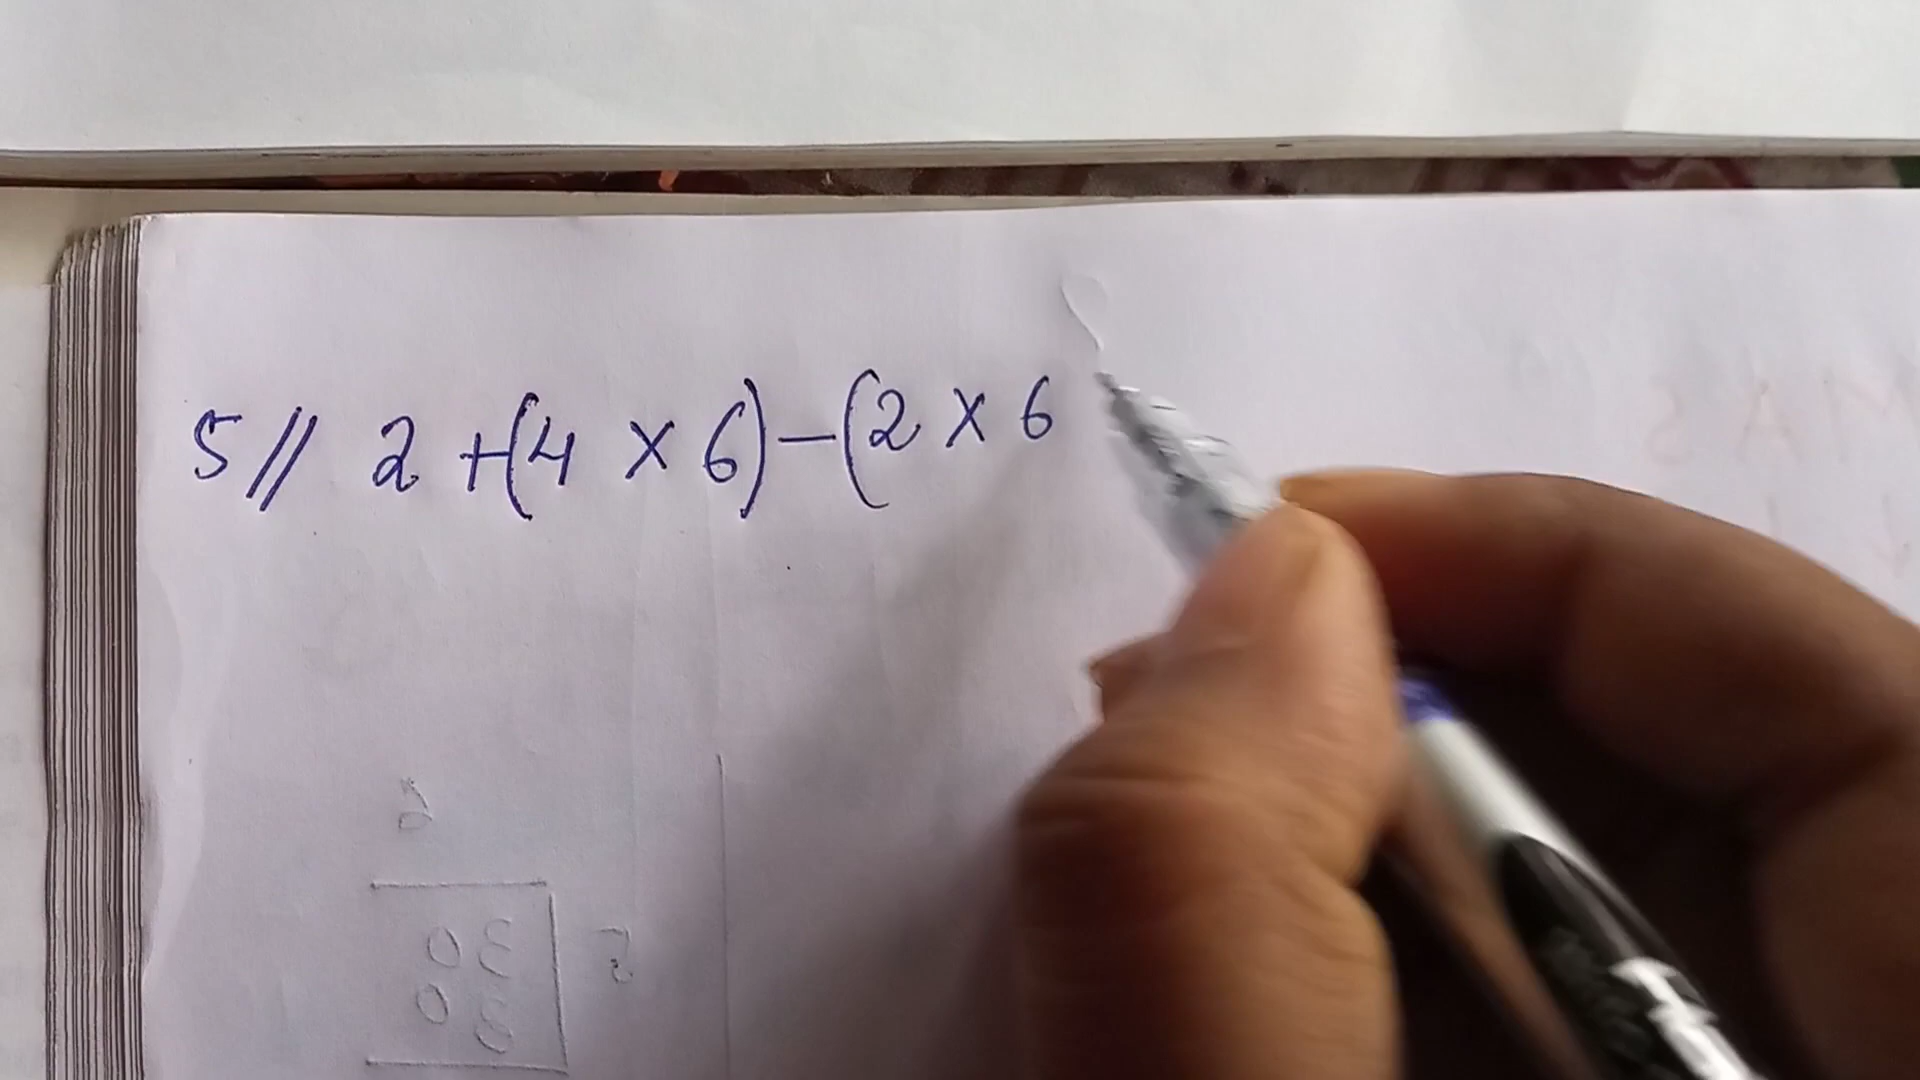 5// 2 +(4 × 6)–(2 × 6